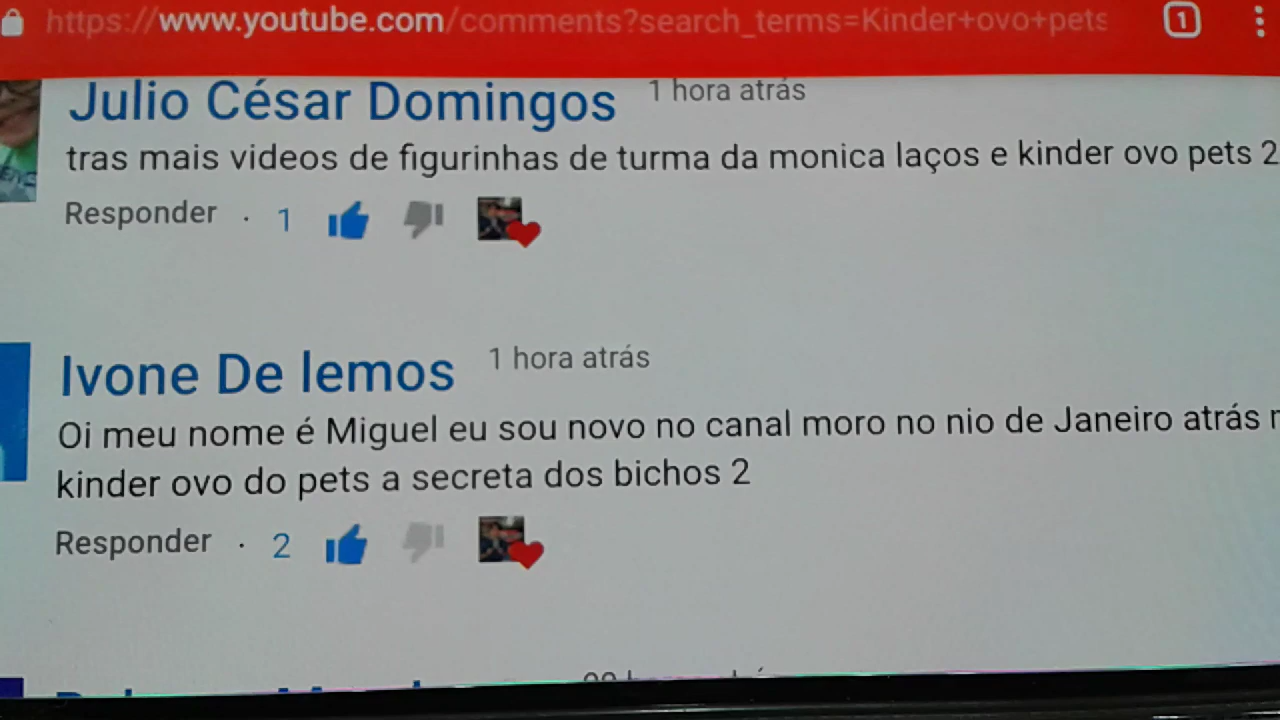 https://www.youtube.com/comments?search_terms=Kinder+ovo+pets 1
Julio César Domingos 1 hora atrás
tras mais videos de figurinhas de turma da monica laços e kinder ovo pets 2
Responder · 1
Ivone De lemos 1 hora atrás
Oi meu nome é Miguel eu sou novo no canal moro no nio de Janeiro atrás
kinder ovo do pets a secreta dos bichos 2
Responder · 2